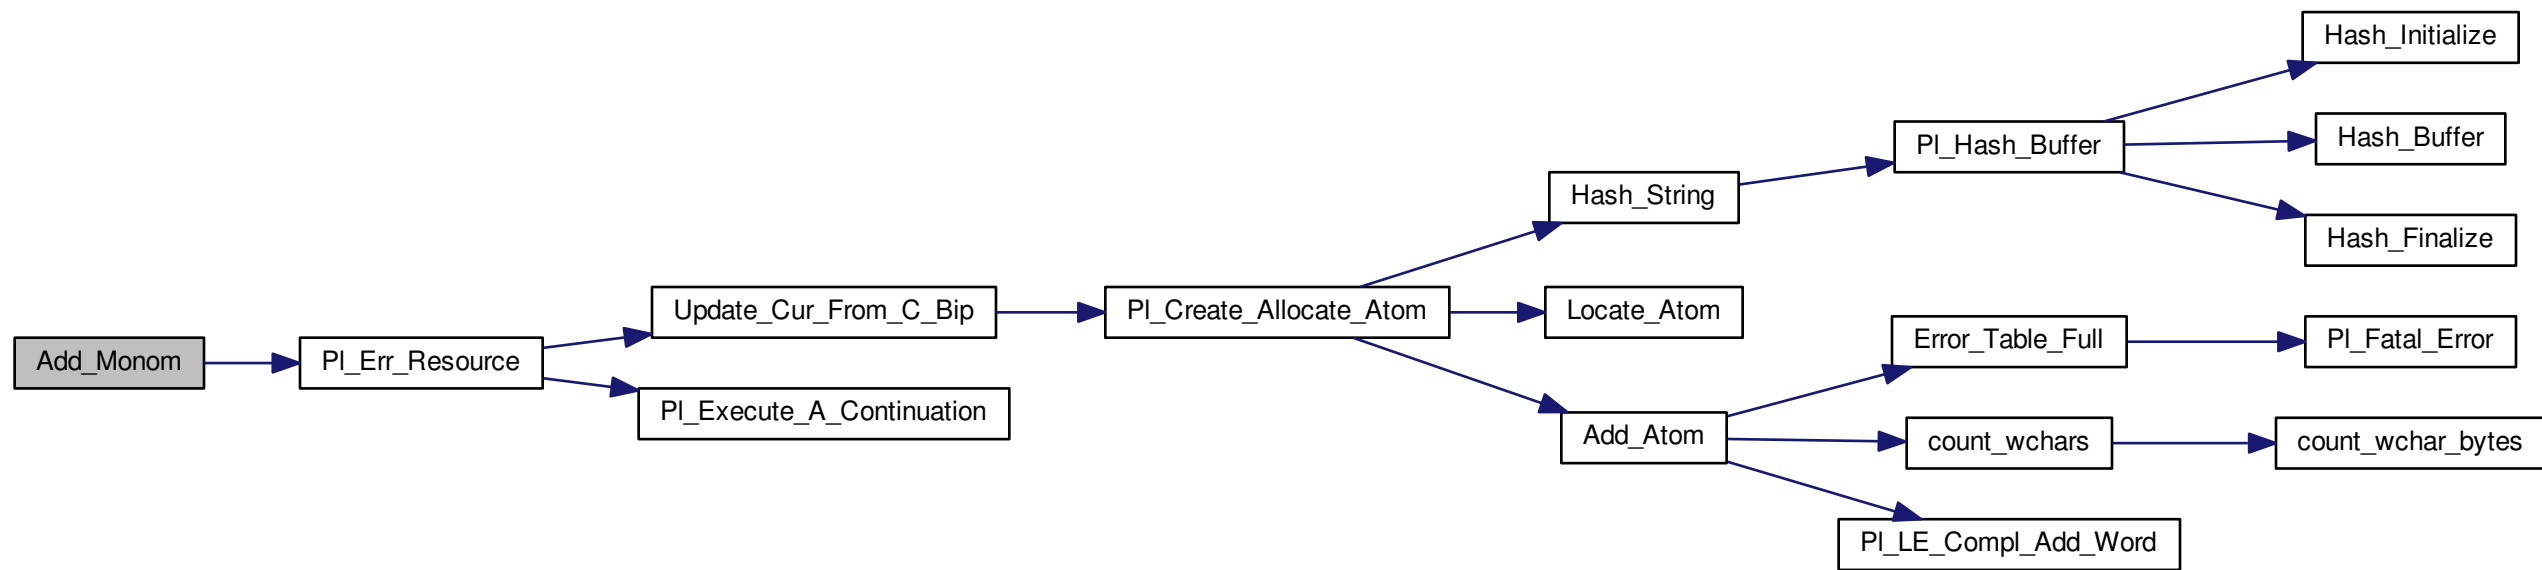 Add_Monom
Pl_Err_Resource
Update_Cur_From_C_Bip
Pl_Execute_A_Continuation
Pl_Create_Allocate_Atom
Hash_String
Locate_Atom
Add_Atom
Pl_Hash_Buffer
Error_Table_Full
count_wchars
Pl_LE_Compl_Add_Word
Hash_Initialize
Hash_Buffer
Hash_Finalize
Pl_Fatal_Error
count_wchar_bytes